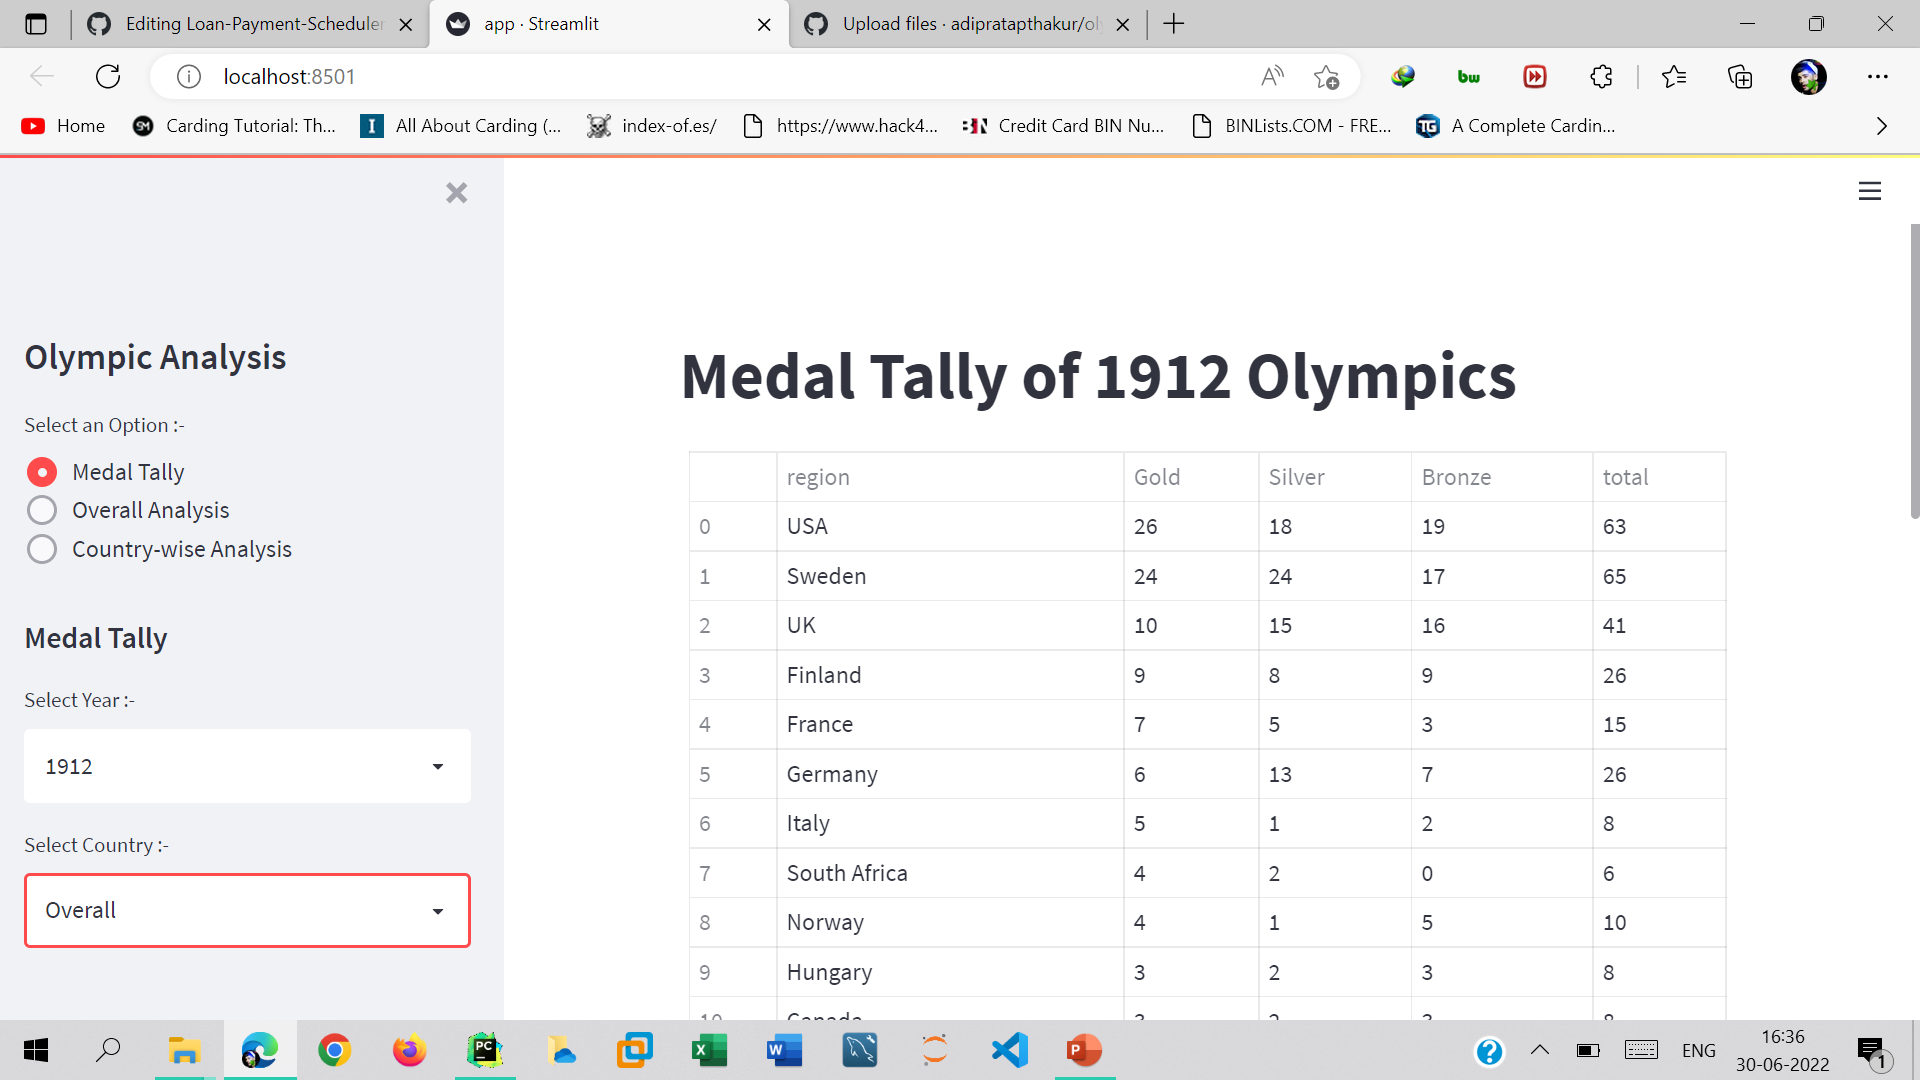 Editing Loan-Payment-Scheduler
app · Streamlit
Upload files · adipratapthakur/ol
localhost:8501
Home
Carding Tutorial: Th...
All About Carding (...
index-of.es/
https://www.hack4...
Credit Card BIN Nu...
BINLists.COM - FRE...
A Complete Cardin...
Olympic Analysis
Select an Option :-
Medal Tally
Overall Analysis
Country-wise Analysis
Medal Tally
Select Year :-
1912
Select Country :-
Overall
Medal Tally of 1912 Olympics
region Gold Silver Bronze total
0 USA 26 18 19 63
1 Sweden 24 24 17 65
2 UK 10 15 16 41
3 Finland 9 8 9 26
4 France 7 5 3 15
5 Germany 6 13 7 26
6 Italy 5 1 2 8
7 South Africa 4 2 0 6
8 Norway 4 1 5 10
9 Hungary 3 2 3 8
10 Canada
ENG
16:36
30-06-2022
1